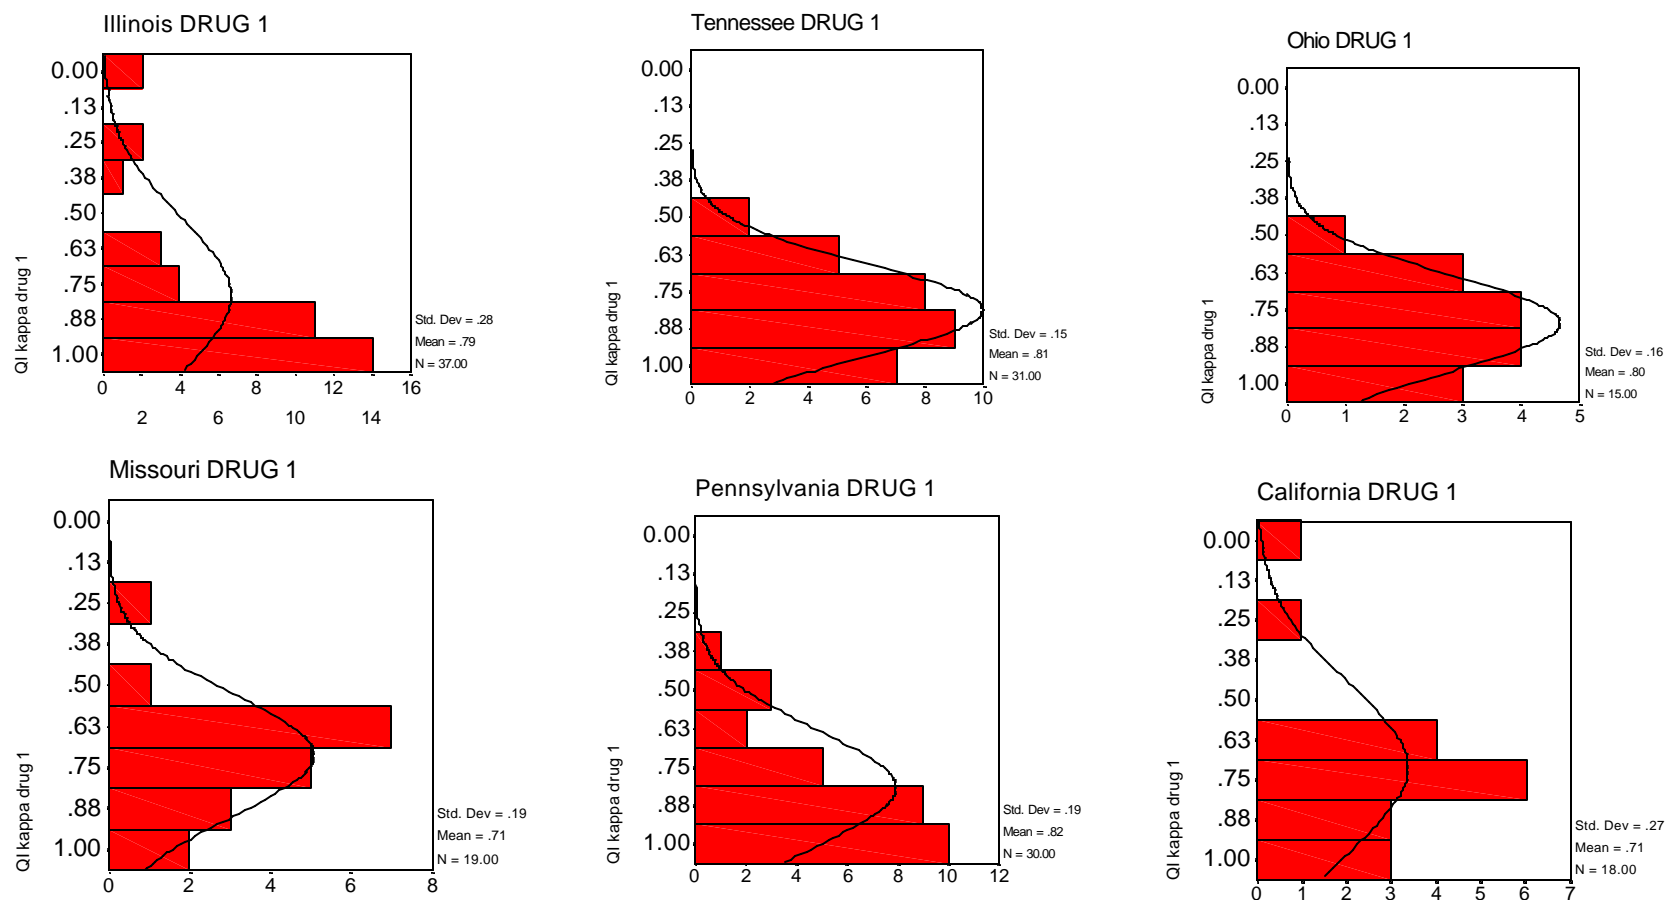 Illinois DRUG 1
0.00
.13
.25
.38
.50
.63
.75
.88
1.00
QI kappa drug 1
Std. Dev = .28
Mean = .79
N = 37.00
0 4 8 12 16
2 6 10 14
Tennessee DRUG 1
0.00
.13
.25
.38
.50
.63
.75
.88
1.00
QI kappa drug 1
Std. Dev = .15
Mean = .81
N = 31.00
0 2 4 6 8 10
Ohio DRUG 1
0.00
.13
.25
.38
.50
.63
.75
.88
1.00
QI kappa drug 1
Std. Dev = .16
Mean = .80
N = 15.00
0 1 2 3 4 5
Missouri DRUG 1
0.00
.13
.25
.38
.50
.63
.75
.88
1.00
QI kappa drug 1
Std. Dev = .19
Mean = .71
N = 19.00
0 2 4 6 8
Pennsylvania DRUG 1
0.00
.13
.25
.38
.50
.63
.75
.88
1.00
QI kappa drug 1
Std. Dev = .19
Mean = .82
N = 30.00
0 2 4 6 8 10 12
California DRUG 1
0.00
.13
.25
.38
.50
.63
.75
.88
1.00
QI kappa drug 1
Std. Dev = .27
Mean = .71
N = 18.00
0 1 2 3 4 5 6 7